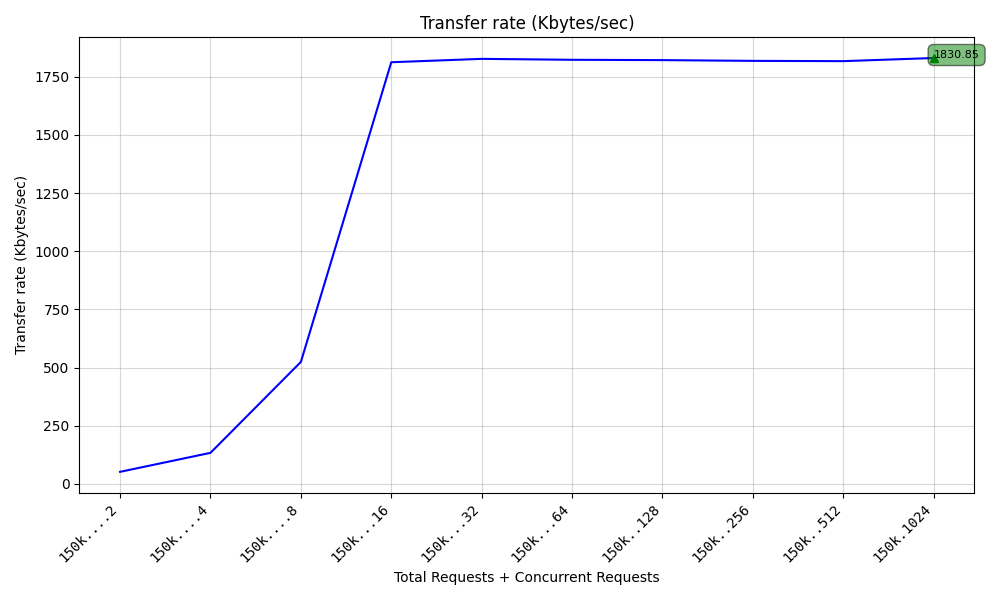 Transfer rate (Kbytes/sec)
1830.85
Transfer rate (Kbytes/sec)
1750
1500
1250
1000
750
500
250
0
150k....2
150k....4
150k....8
150k...16
150k...32
150k...64
150k..128
150k..256
150k..512
150k.1024
Total Requests + Concurrent Requests